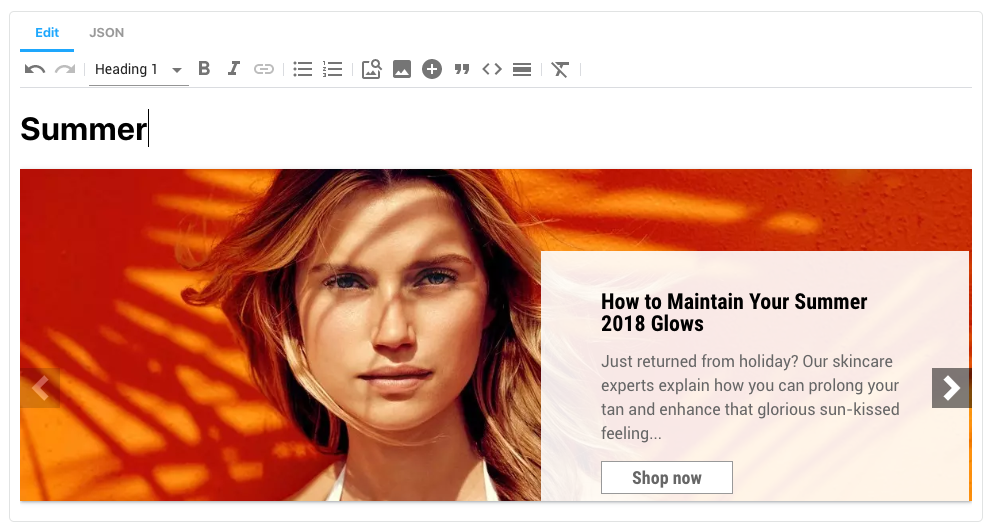 Edit JSON
Heading 1
Summer
How to Maintain Your Summer
2018 Glows
Just returned from holiday? Our skincare
experts explain how you can prolong your
tan and enhance that glorious sun-kissed
feeling...
Shop now